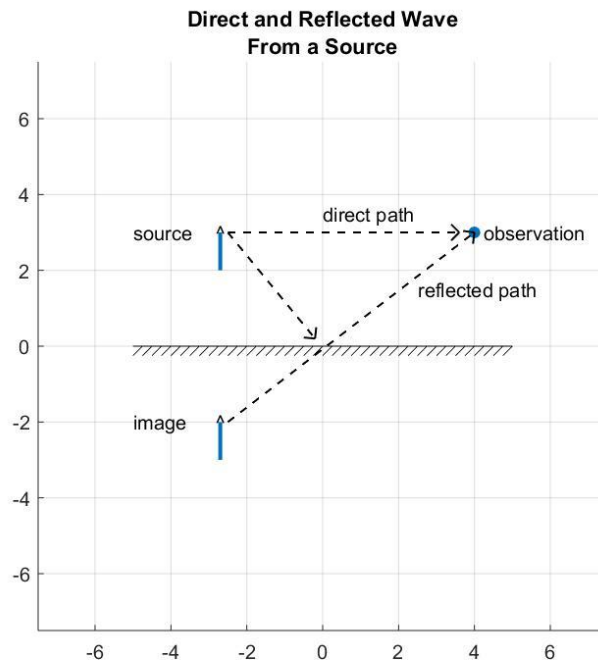 Direct and Reflected Wave
From a Source
6
4
direct path
source
observation
2
reflected path
0
image
-2
-4
-6
-6 -4 -2 0 2 4 6